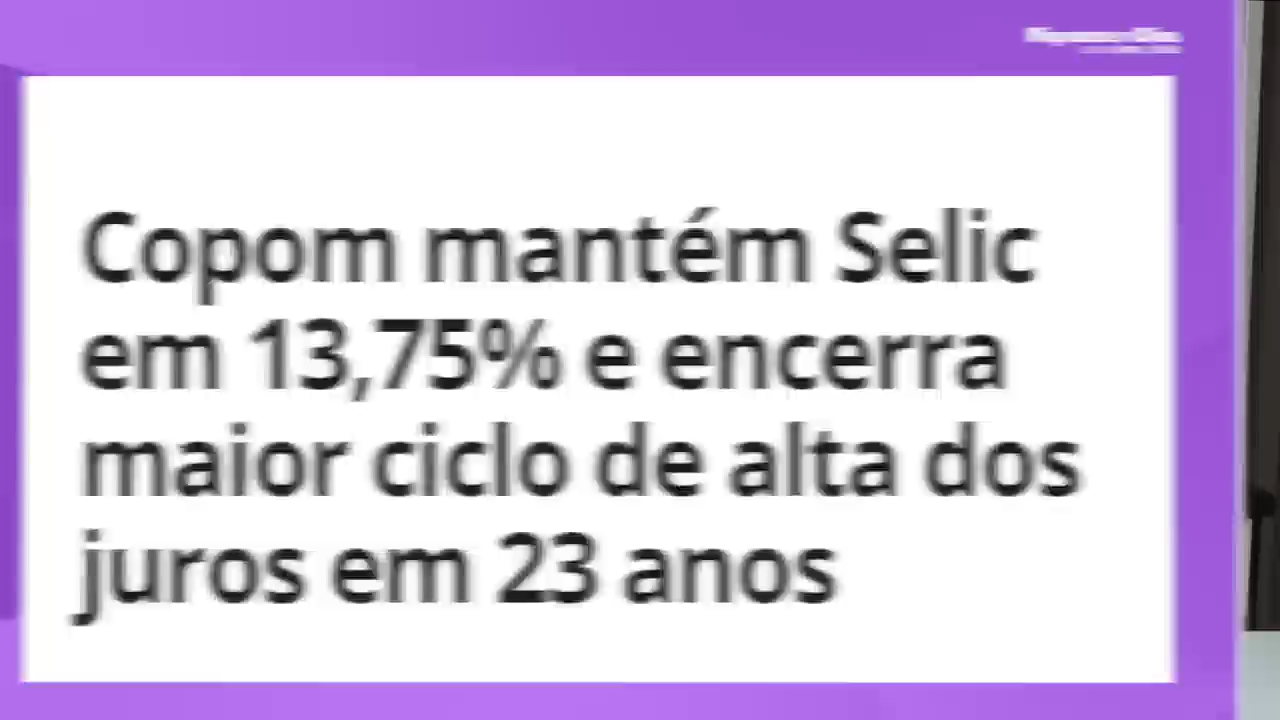 Copom mantém Selic
em 13,75% e encerra
maior ciclo de alta dos
juros em 23 anos